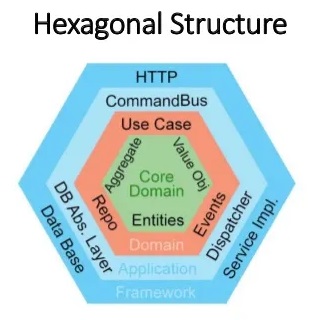 Hexagonal Structure
HTTP
CommandBus
Use Case
Aggregate
Value Obj
Core
Domain
Entities
Repo
Events
DB Abs. Layer
Dispatcher
Data Base
Service Impl.
Domain
Application
Framework